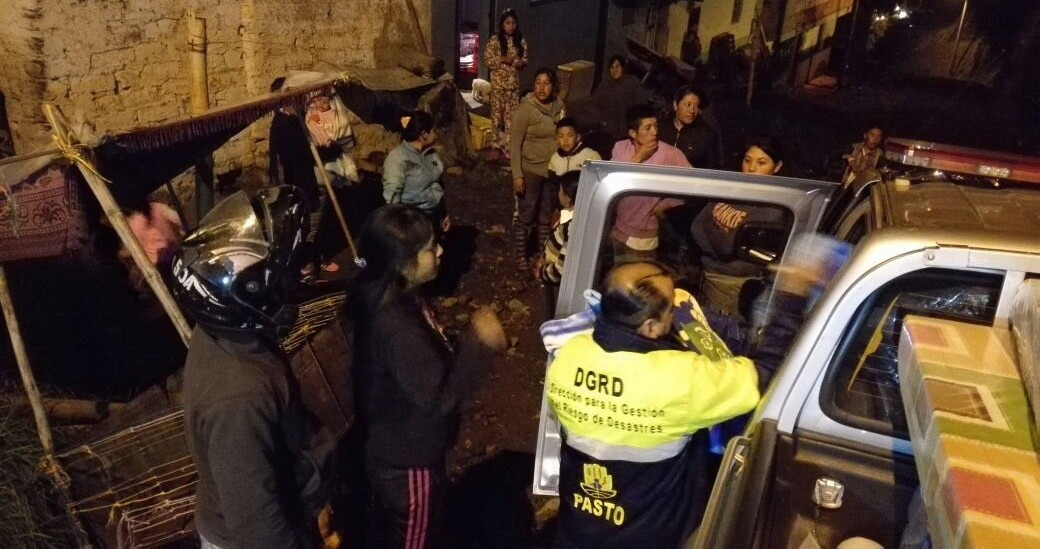 DGRD
Dirección para la Gestión
del Riesgo de Desastres
PASTO